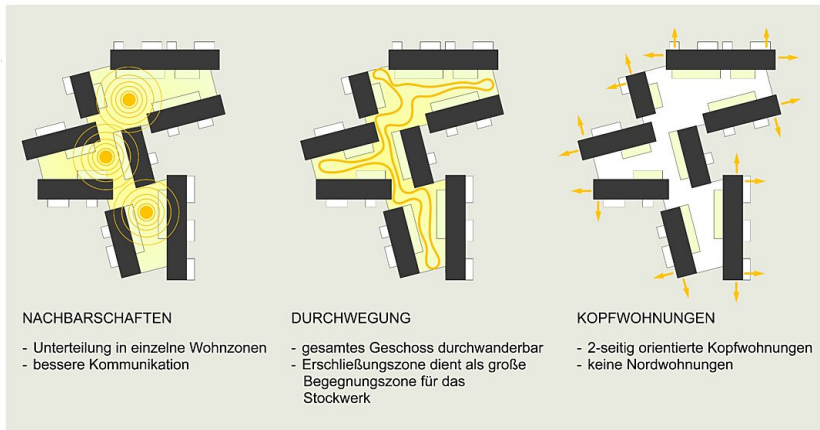 NACHBARSCHAFTEN
- Unterteilung in einzelne Wohnzonen
- bessere Kommunikation
DURCHWEGUNG
- gesamtes Geschoss durchwanderbar
- Erschließungszone dient als große
Begegnungszone für das
Stockwerk
KOPFWOHNUNGEN
- 2-seitig orientierte Kopfwohnungen
- keine Nordwohnungen